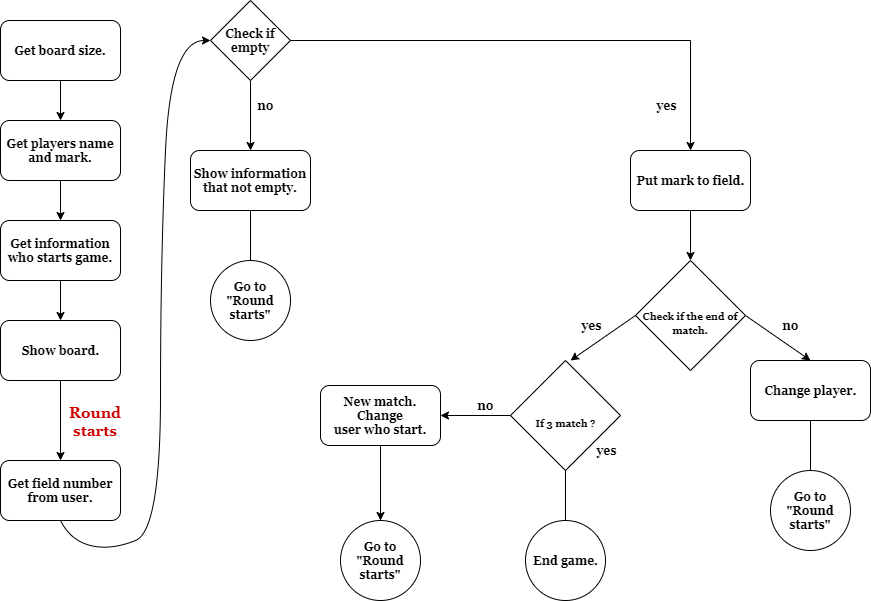 Get board size.
Get players name
and mark.
Get information
who starts game.
Show board.
Round
starts
Get field number
from user.
Check if
empty
no
Show information
that not empty.
Go to
"Round
starts"
yes
Put mark to field.
Check if the end of
match.
yes
no
If 3 match ?
no
New match.
Change
user who start.
Go to
"Round
starts"
yes
End game.
Change player.
Go to
"Round
starts"